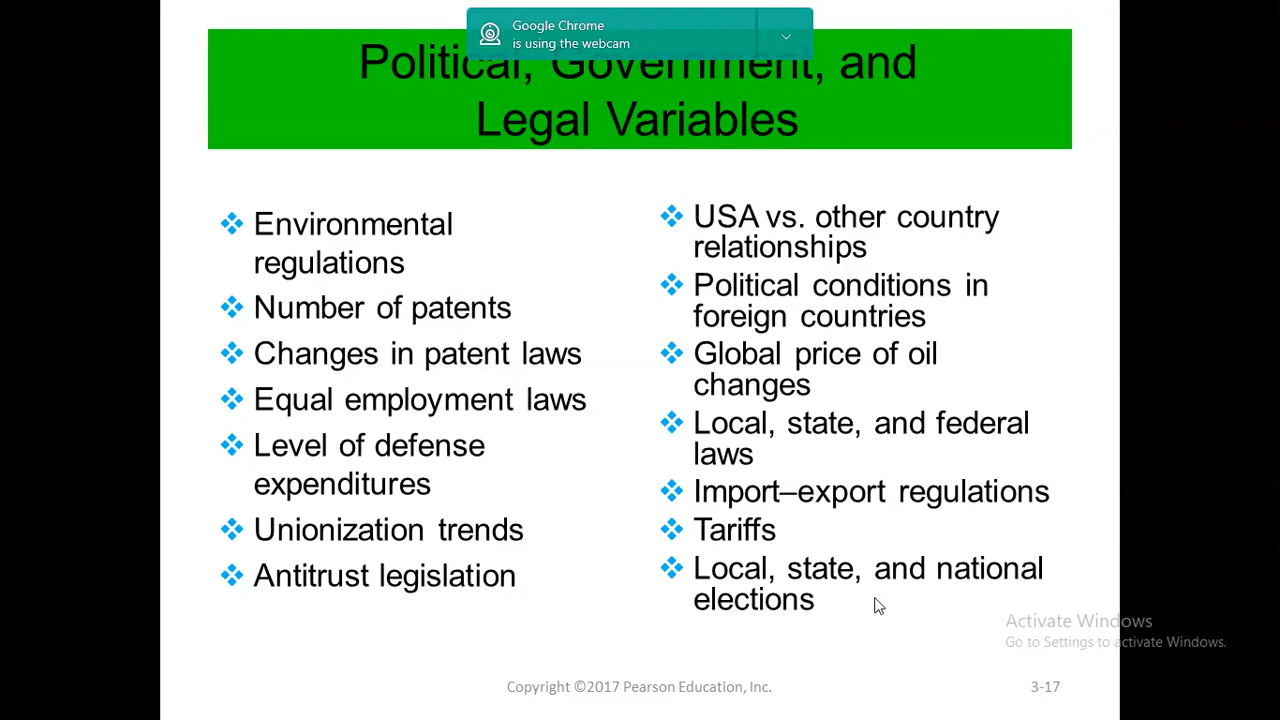 Google Chrome
is using the webcam
Political, Government, and
Legal Variables
Environmental
regulations
Number of patents
Changes in patent laws
Equal employment laws
Level of defense
expenditures
Unionization trends
Antitrust legislation
USA vs. other country
relationships
Political conditions in
foreign countries
Global price of oil
changes
Local, state, and federal
laws
Import–export regulations
Tariffs
Local, state, and national
elections
Activate Windows
Go to Settings to activate Windows.
Copyright ©2017 Pearson Education, Inc.
3-17